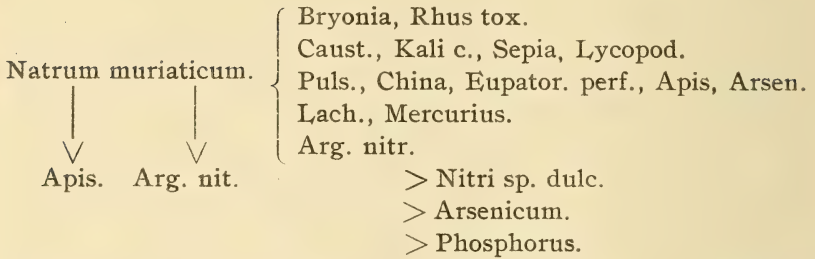 Bryonia, Rhus tox.
Caust., Kali c., Sepia, Lycopod.
Natrum muriaticum.
Puls., China, Eupator. perf., Apis, Arsen.
Lach., Mercurius.
Arg. nitr.
Apis. Arg. nit.
> Nitri sp. dulc.
> Arsenicum.
> Phosphorus.